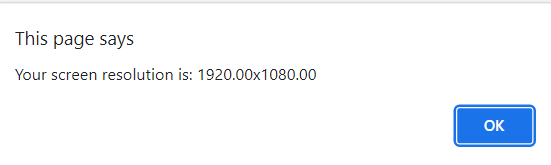 This page says
Your screen resolution is: 1920.00x1080.00
OK